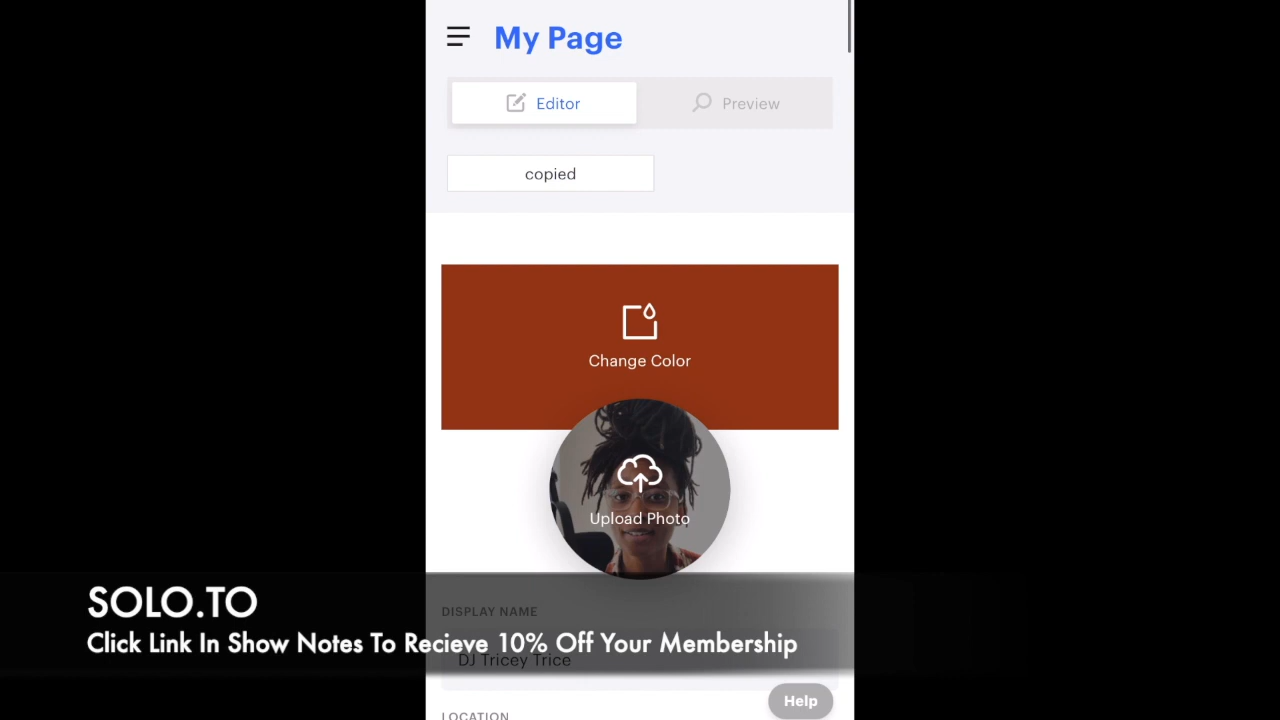 My Page
Editor
Preview
copied
Change Color
Upload Photo
SOLO.TO
DISPLAY NAME
Click Link In Show Notes To Recieve 10% Off Your Membership
DJ Tricey Trice
Help
LOCATION